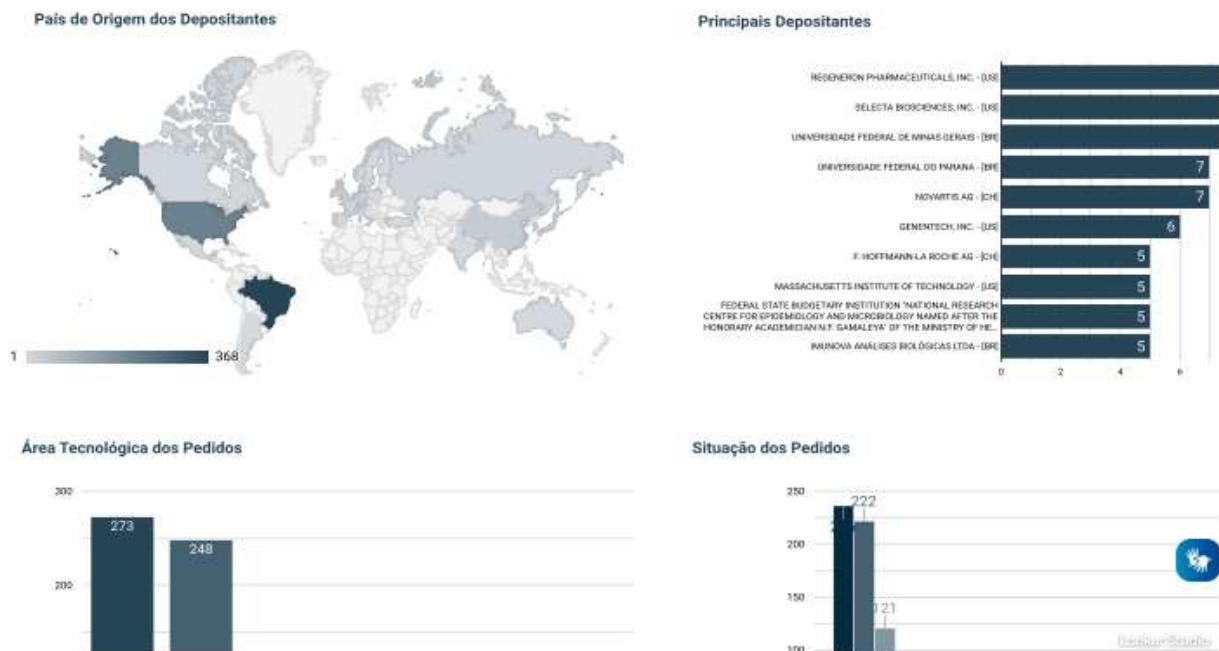 País de Origem dos Depositantes
1
368
Principais Depositantes
REGENERON PHARMACEUTICALS, INC. - [US]
SELECTA BIOSCIENCES, INC. - [US]
UNIVERSIDADE FEDERAL DE MINAS GERAIS - [BR]
UNIVERSIDADE FEDERAL DO PARANA - [BR]
7
NOVARTIS AG - [CH]
7
GENENTECH, INC. - [US]
6
F. HOFFMANN-LA ROCHE AG - [CH]
5
MASSACHUSETTS INSTITUTE OF TECHNOLOGY - [US]
5
FEDERAL STATE BUDGETARY INSTITUTION "NATIONAL RESEARCH
CENTRE FOR EPIDEMIOLOGY AND MICROBIOLOGY NAMED AFTER THE
HONORARY ACADEMICIAN N.F. GAMALEYA" OF THE MINISTRY OF HE...
5
IMUNOVA ANÁLISES BIOLÓGICAS LTDA - [BR]
5
0 2 4 6
Área Tecnológica dos Pedidos
300
273
248
200
Situação dos Pedidos
250
222
200
150
121
100
Looker Studio